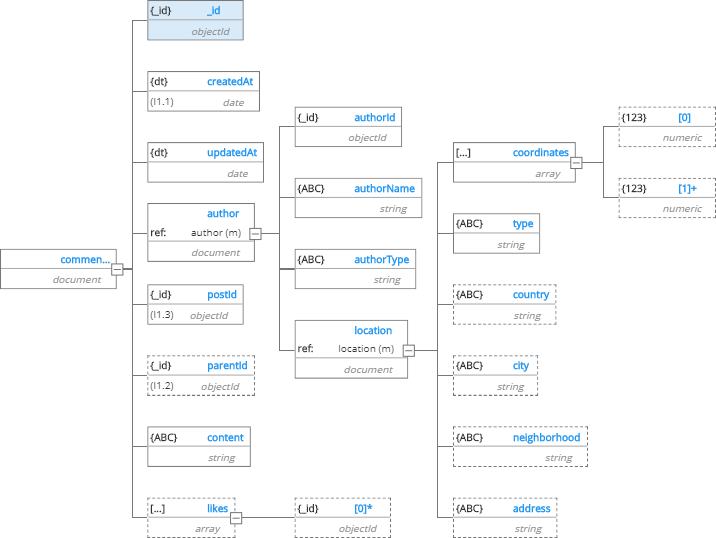 {_id} _id
objectId
{dt} createdAt
(I1.1) date
{dt} updatedAt
date
author
ref: author (m)
document
commen...
document
{_id} postId
(I1.3) objectId
{_id} parentId
(I1.2) objectId
{ABC} content
string
[...] likes
array
{_id} authorId
objectId
{ABC} authorName
string
{ABC} authorType
string
location
ref: location (m)
document
{_id} [0]*
objectId
[...] coordinates
array
{ABC} type
string
{ABC} country
string
{ABC} city
string
{ABC} neighborhood
string
{ABC} address
string
{123} [0]
numeric
{123} [1]+
numeric